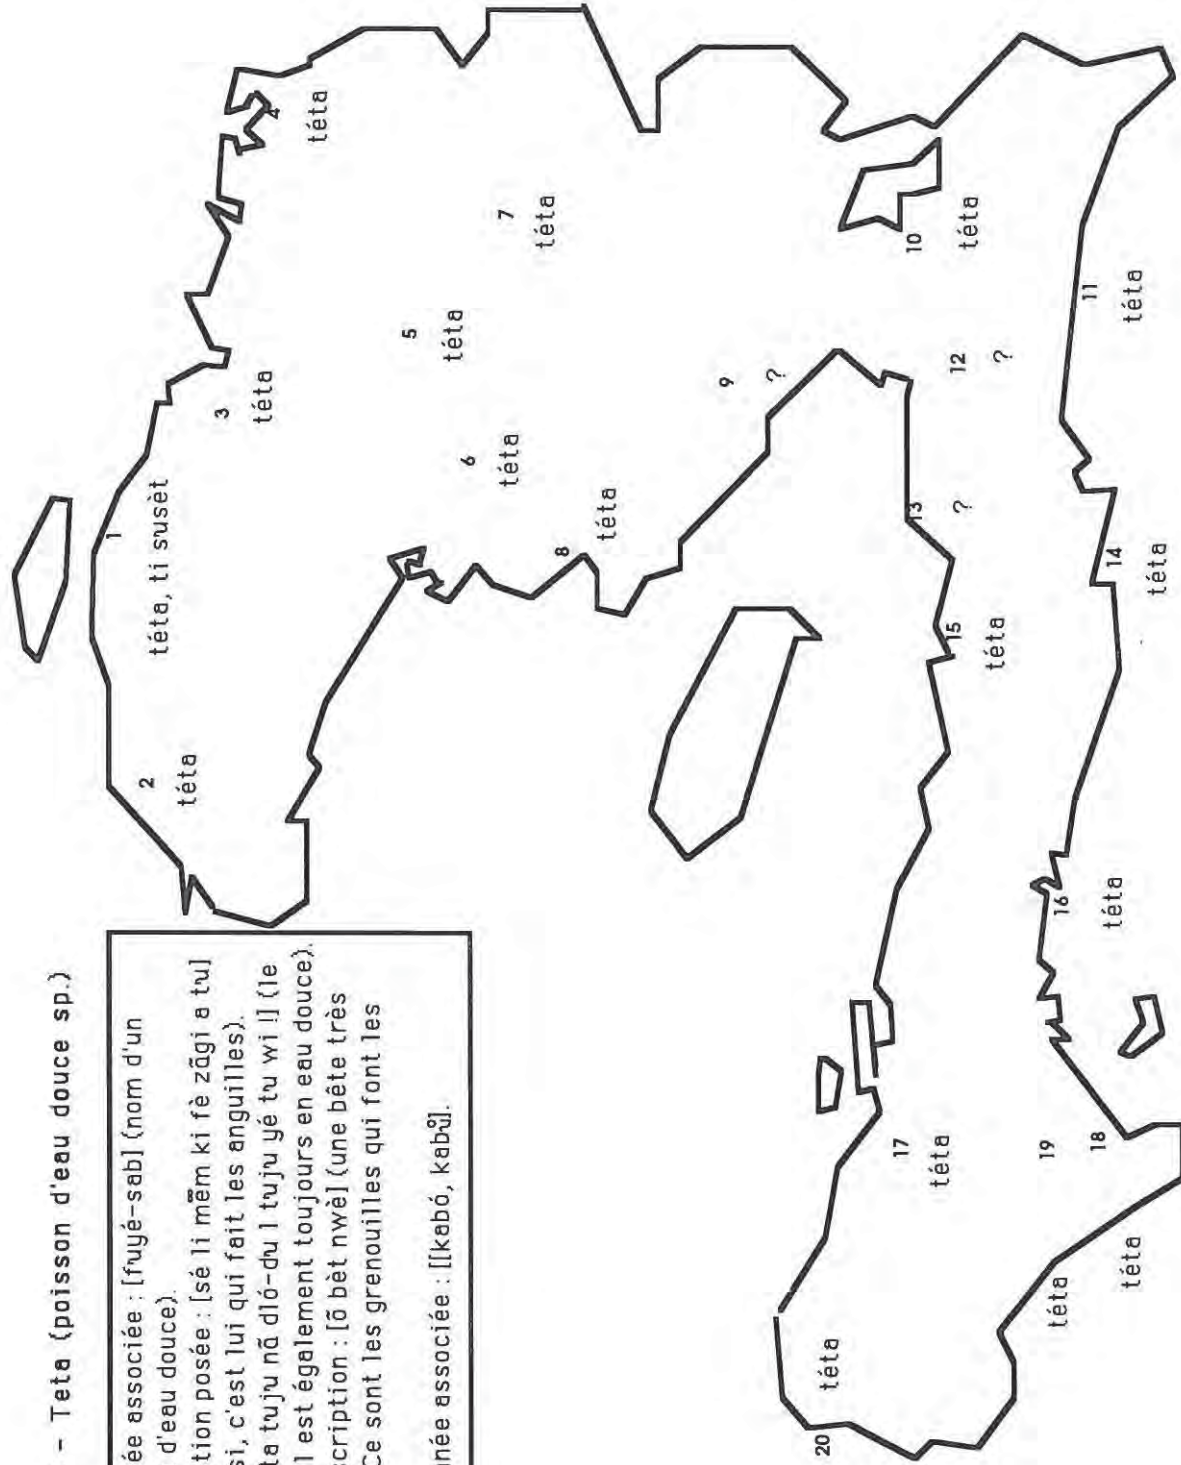 - Teta (poisson d'eau douce sp.)
ée associée : [fruyé-sab] (nom d'un
d'eau douce).
tion posée : [sé li mẽm ki fè zãgi a tu]
si, c'est lui qui fait les anguilles).
ta tuju nã dló-du l tuju yé tu wi !] (le
l est également toujours en eau douce).
scription : [õ bèt nwè] (une bête très
Ce sont les grenouilles qui font les
née associée : [[kabó, kabũ].
1
téta, ti s'usèt
2
téta
3
téta
4
téta
5
téta
6
téta
7
téta
8
téta
9
?
10
téta
11
téta
12
?
13
?
14
téta
15
téta
16
téta
17
téta
18
téta
19
téta
20
téta